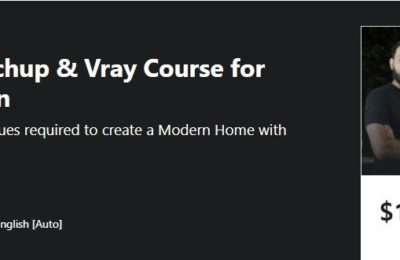 chup & Vray Course for
n
ues required to create a Modern Home with
nglish [Auto]
$1